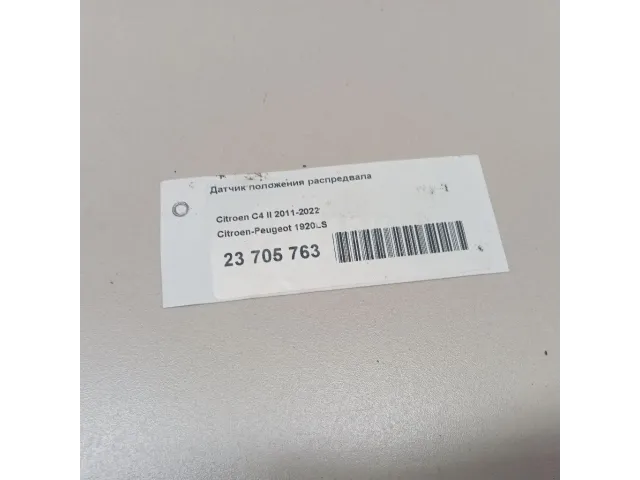 Датчик положения распредвала
Citroen C4 II 2011-2022
Citroen-Peugeot 1920LS
23 705 763